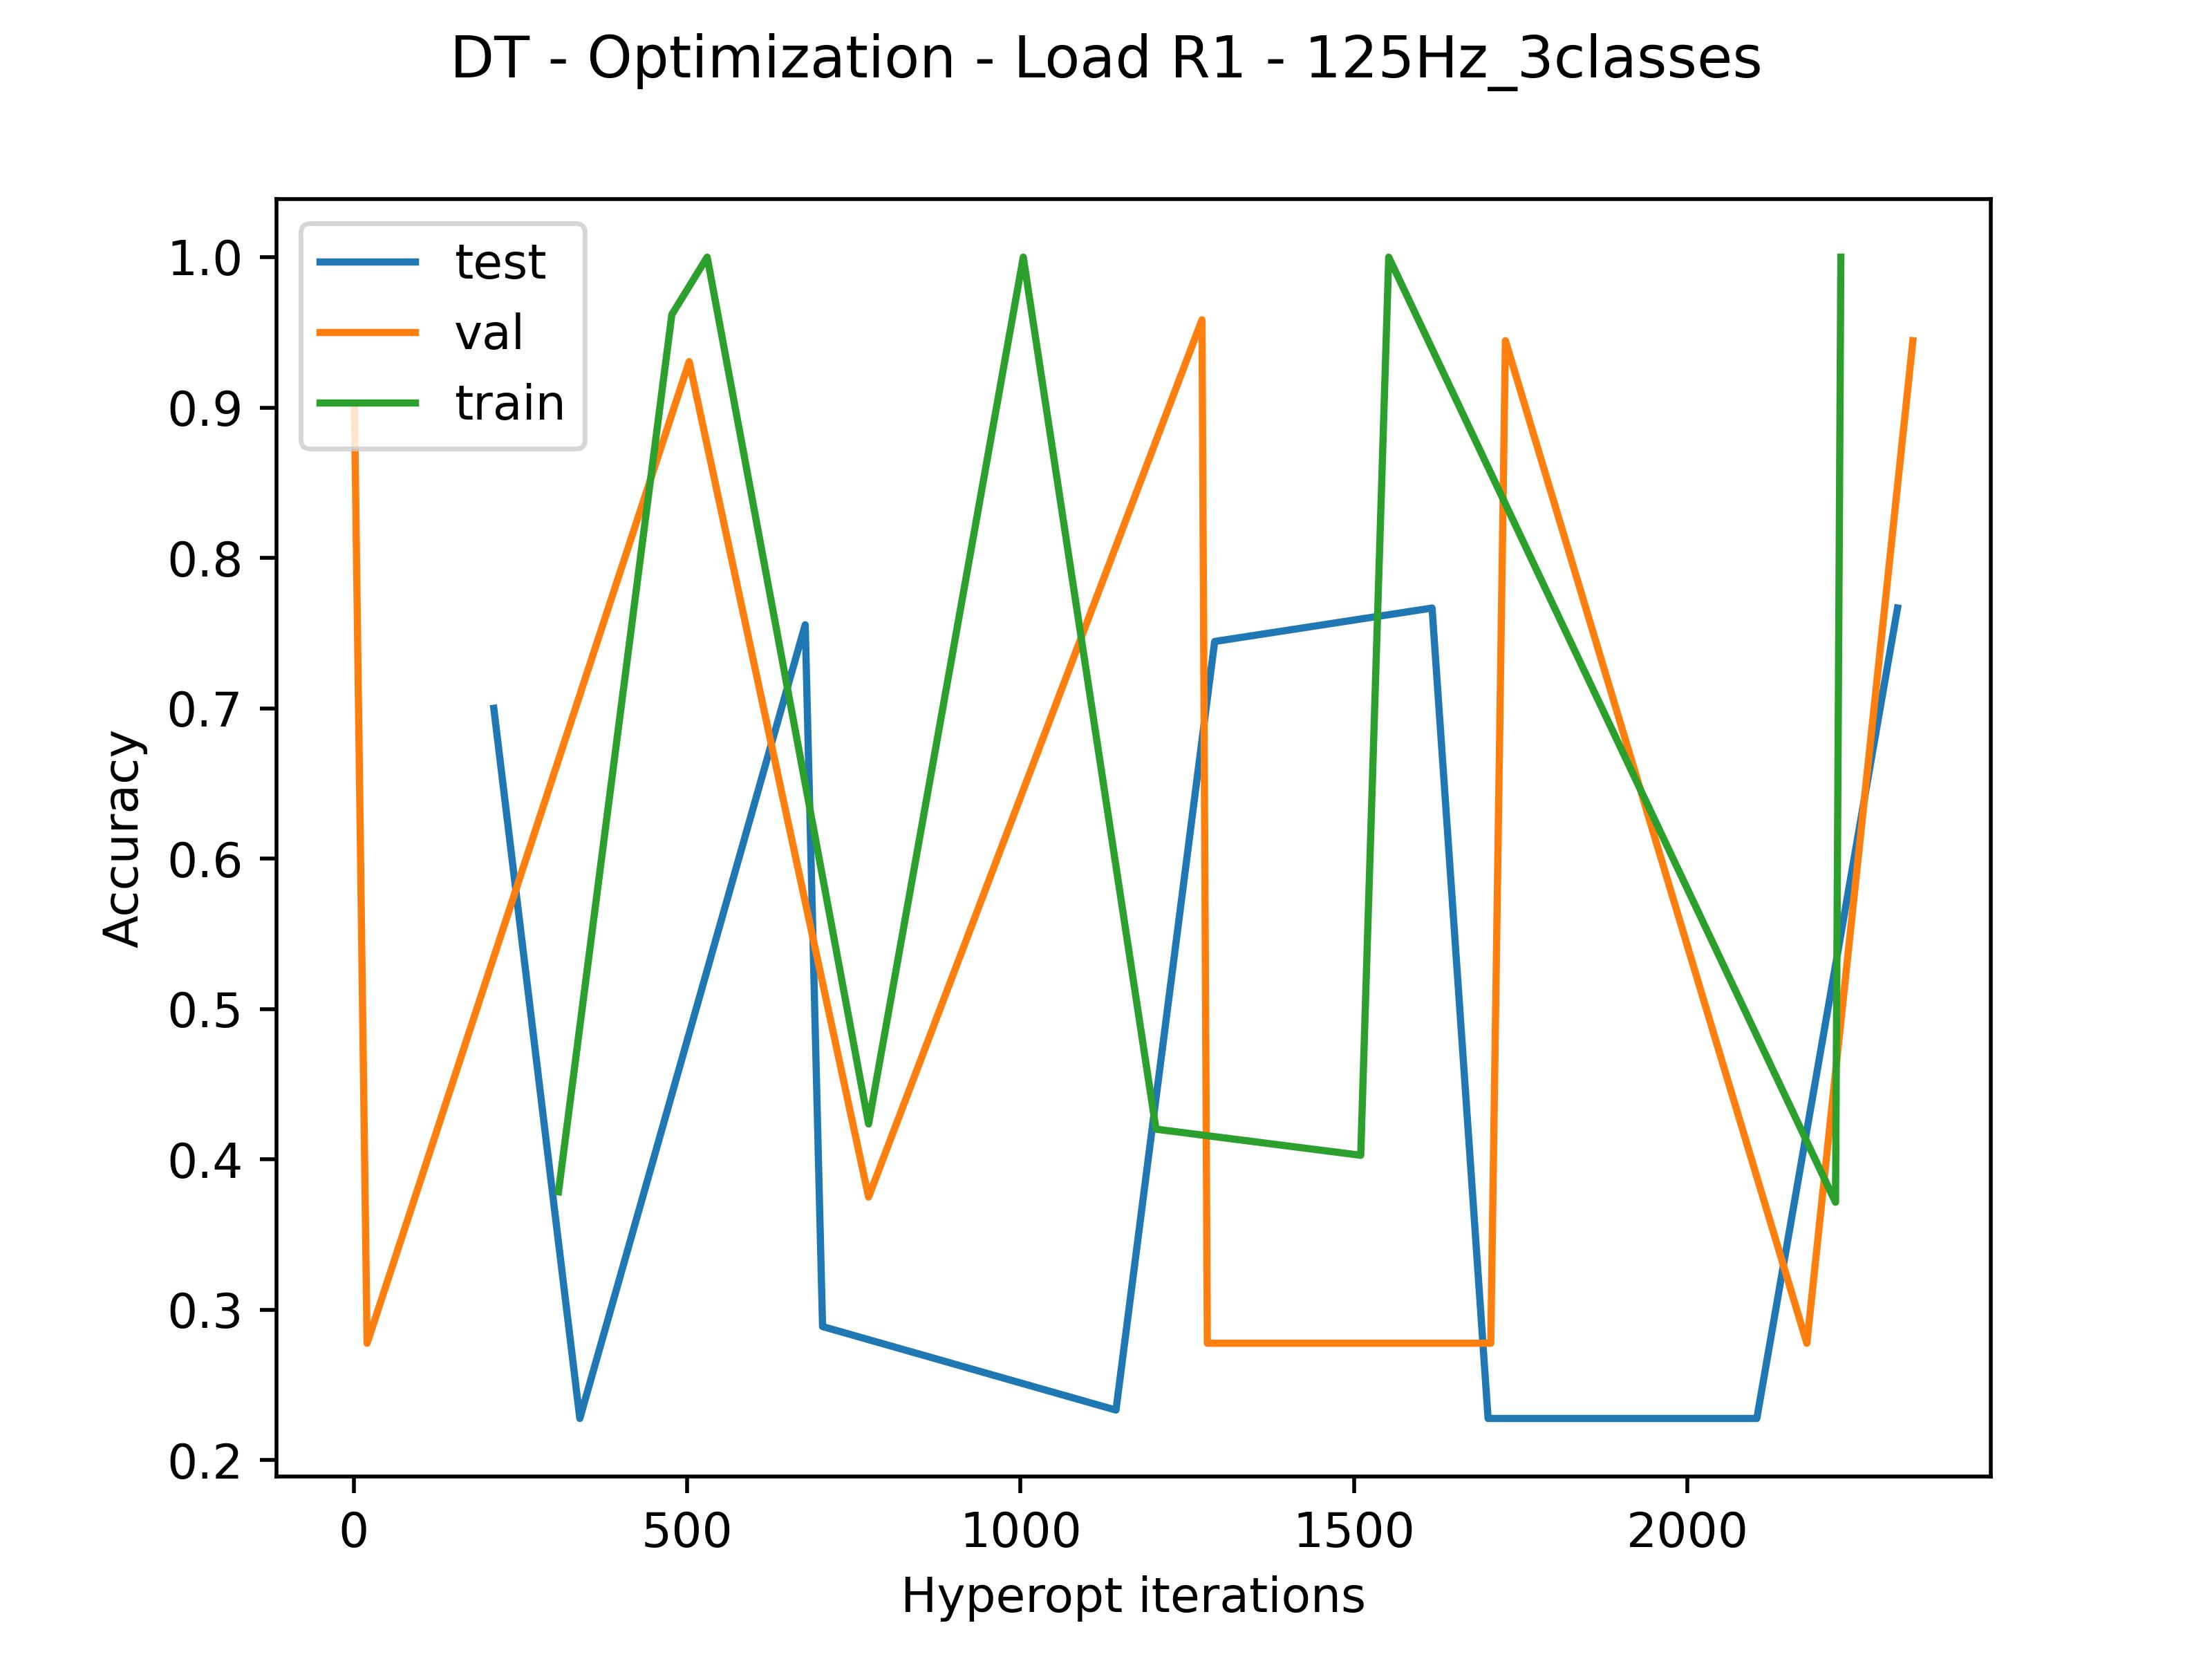 DT - Optimization - Load R1 - 125Hz_3classes
test
val
train
1.0
0.9
0.8
0.7
0.6
0.5
0.4
0.3
0.2
Accuracy
0 500 1000 1500 2000
Hyperopt iterations